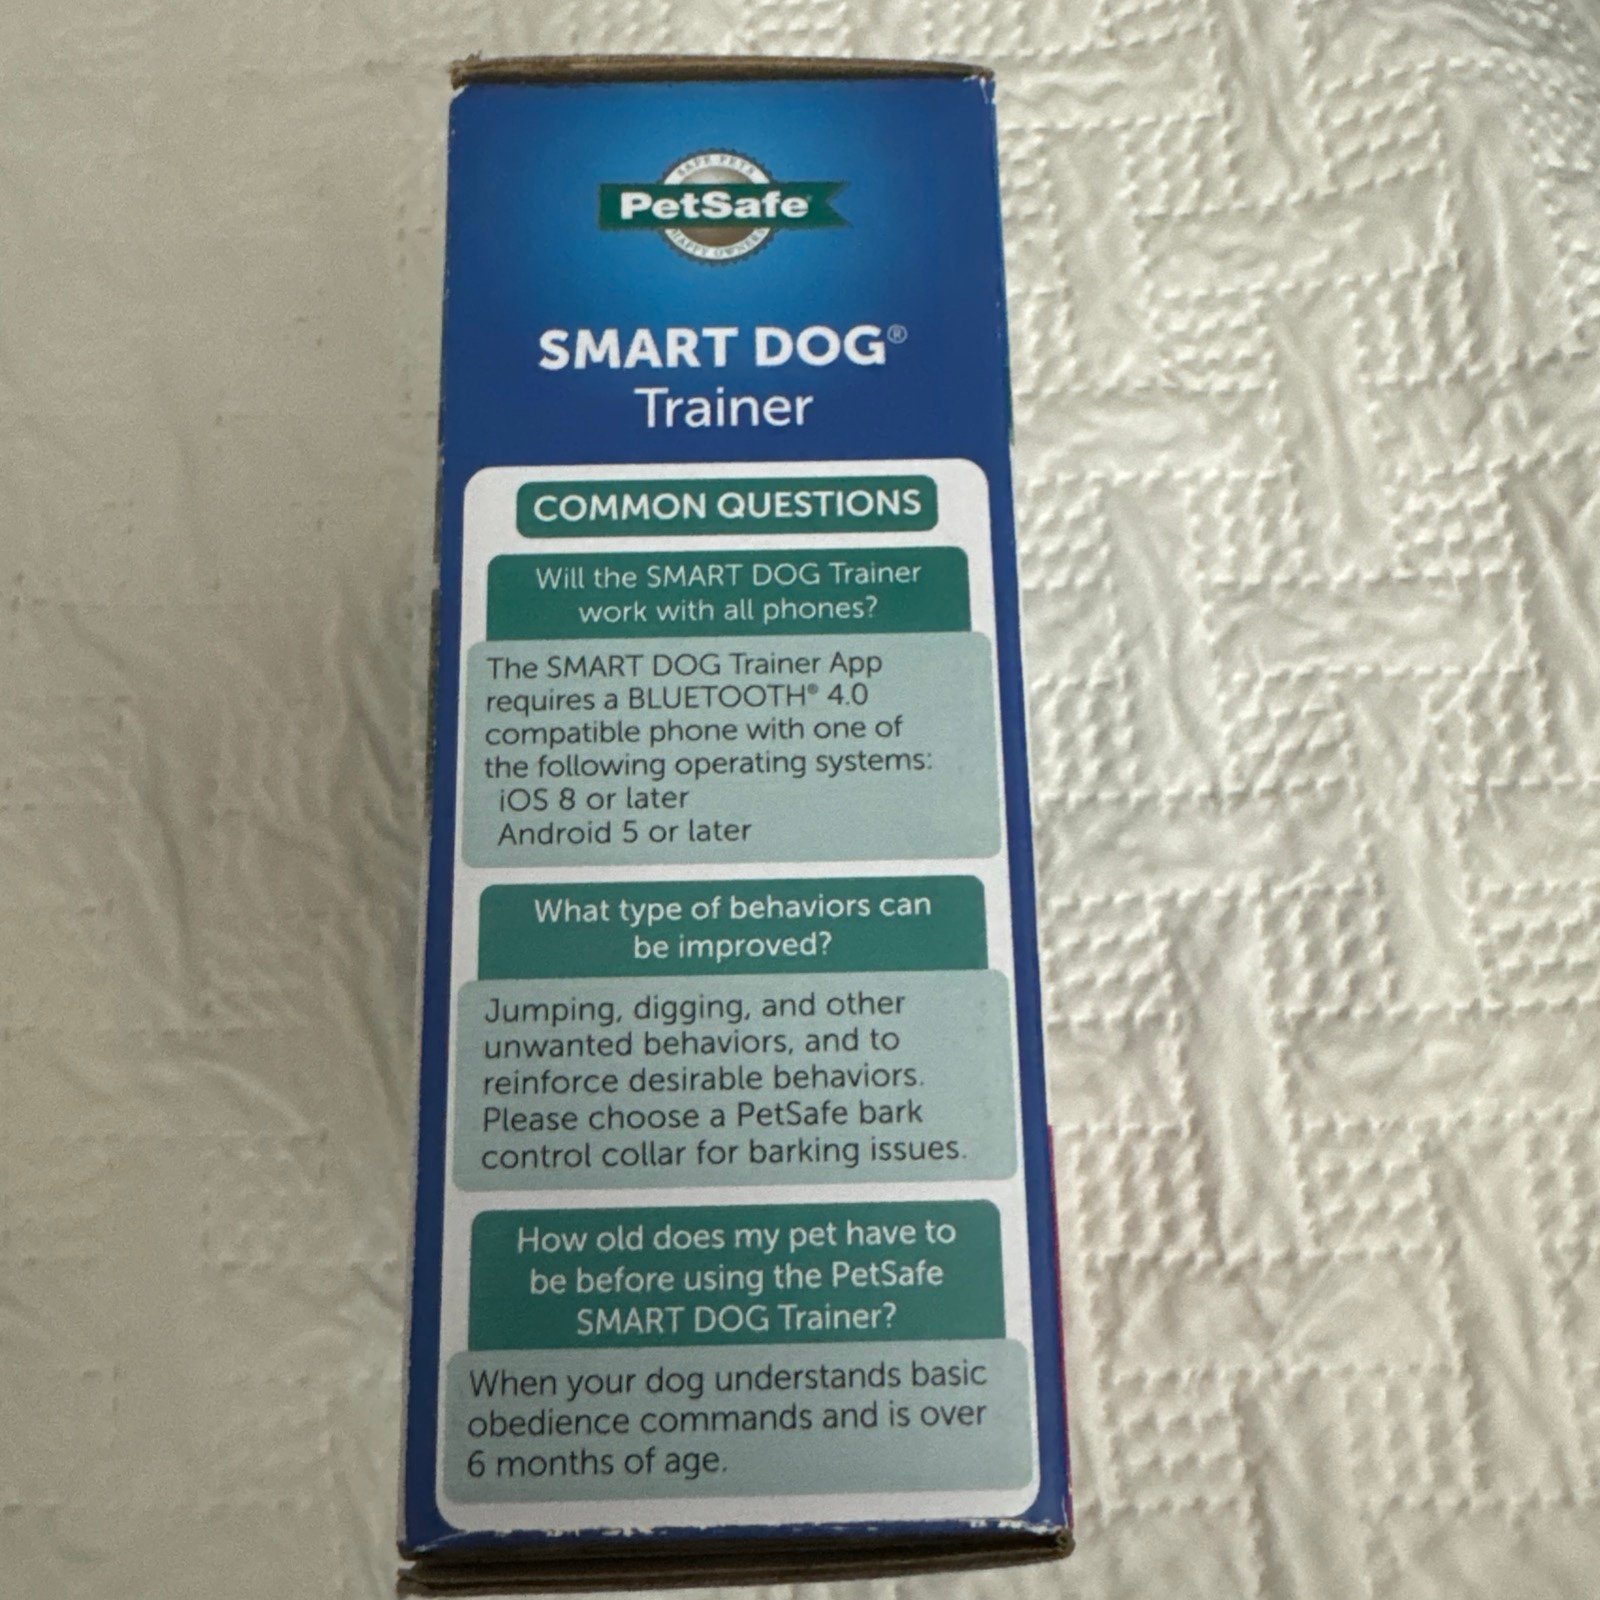 SAFE PETS
PetSafe
HAPPY OWNERS
SMART DOG®
Trainer
COMMON QUESTIONS
Will the SMART DOG Trainer
work with all phones?
The SMART DOG Trainer App
requires a BLUETOOTH® 4.0
compatible phone with one of
the following operating systems:
iOS 8 or later
Android 5 or later
What type of behaviors can
be improved?
Jumping, digging, and other
unwanted behaviors, and to
reinforce desirable behaviors.
Please choose a PetSafe bark
control collar for barking issues.
How old does my pet have to
be before using the PetSafe
SMART DOG Trainer?
When your dog understands basic
obedience commands and is over
6 months of age.